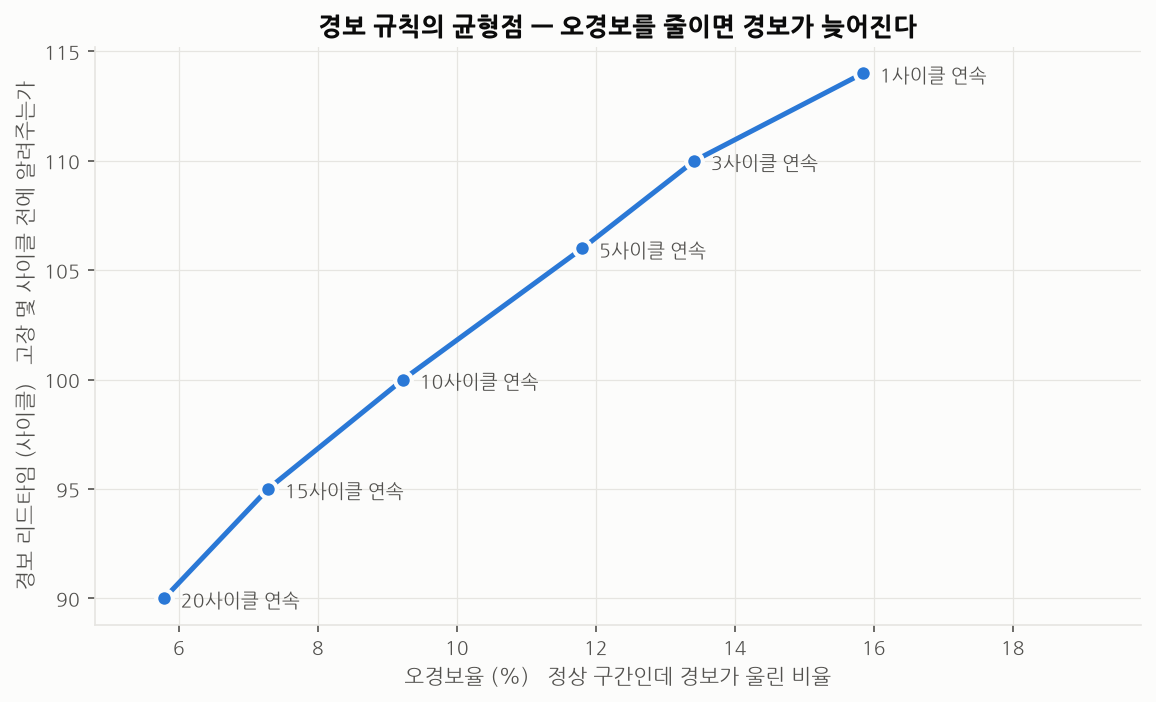 경보 규칙의 균형점 — 오경보를 줄이면 경보가 늦어진다
경보 리드타임 (사이클)   고장 몇 사이클 전에 알려주는가
115
110
105
100
95
90
1사이클 연속
3사이클 연속
5사이클 연속
10사이클 연속
15사이클 연속
20사이클 연속
6 8 10 12 14 16 18
오경보율 (%)   정상 구간인데 경보가 울린 비율